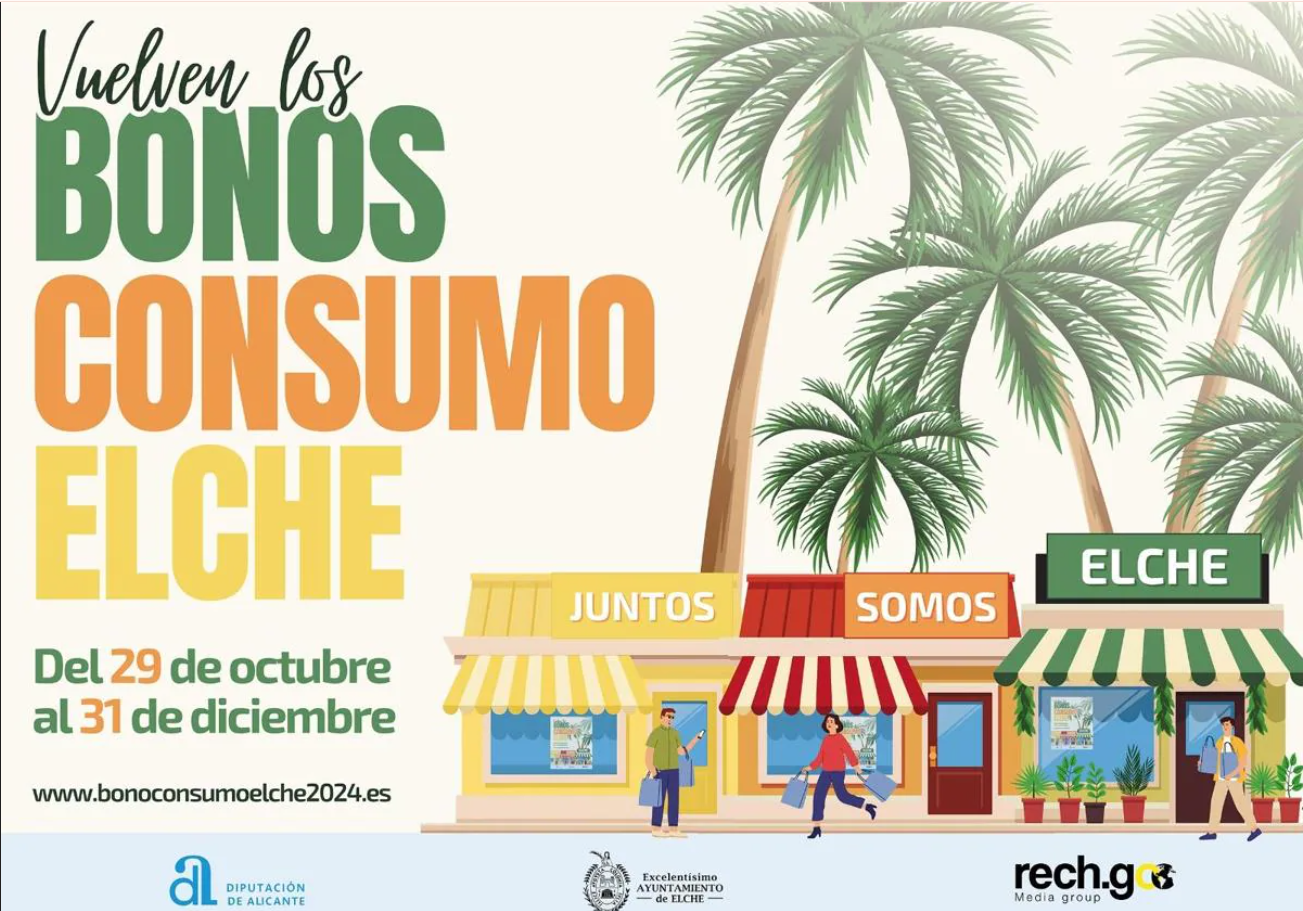 Vuelven los
BONOS
CONSUMO
ELCHE
Del 29 de octubre
al 31 de diciembre
www.bonoconsumoelche2024.es
JUNTOS
SOMOS
ELCHE
DIPUTACIÓN
DE ALICANTE
Excelentísimo
AYUNTAMIENTO
de ELCHE
rech.go
Media group